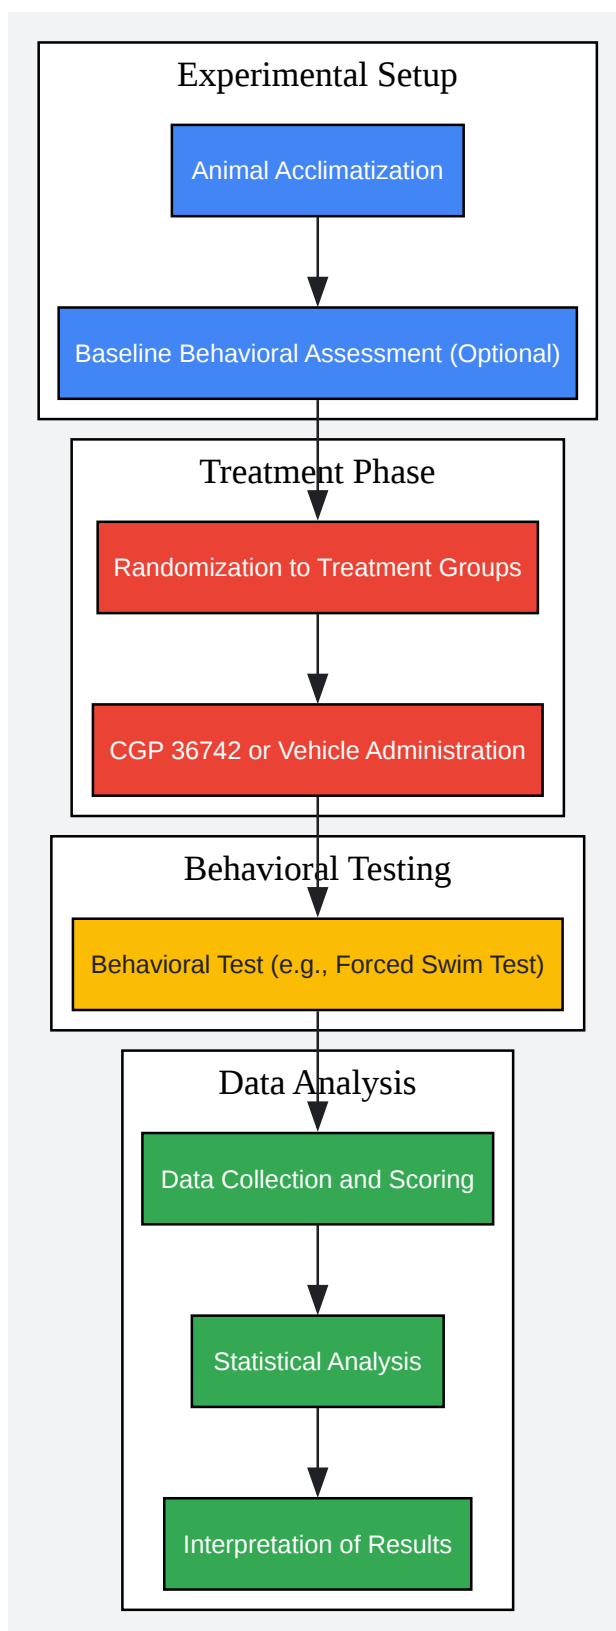 Experimental Setup
Animal Acclimatization
Baseline Behavioral Assessment (Optional)
Treatment Phase
Randomization to Treatment Groups
CGP 36742 or Vehicle Administration
Behavioral Testing
Behavioral Test (e.g., Forced Swim Test)
Data Analysis
Data Collection and Scoring
Statistical Analysis
Interpretation of Results